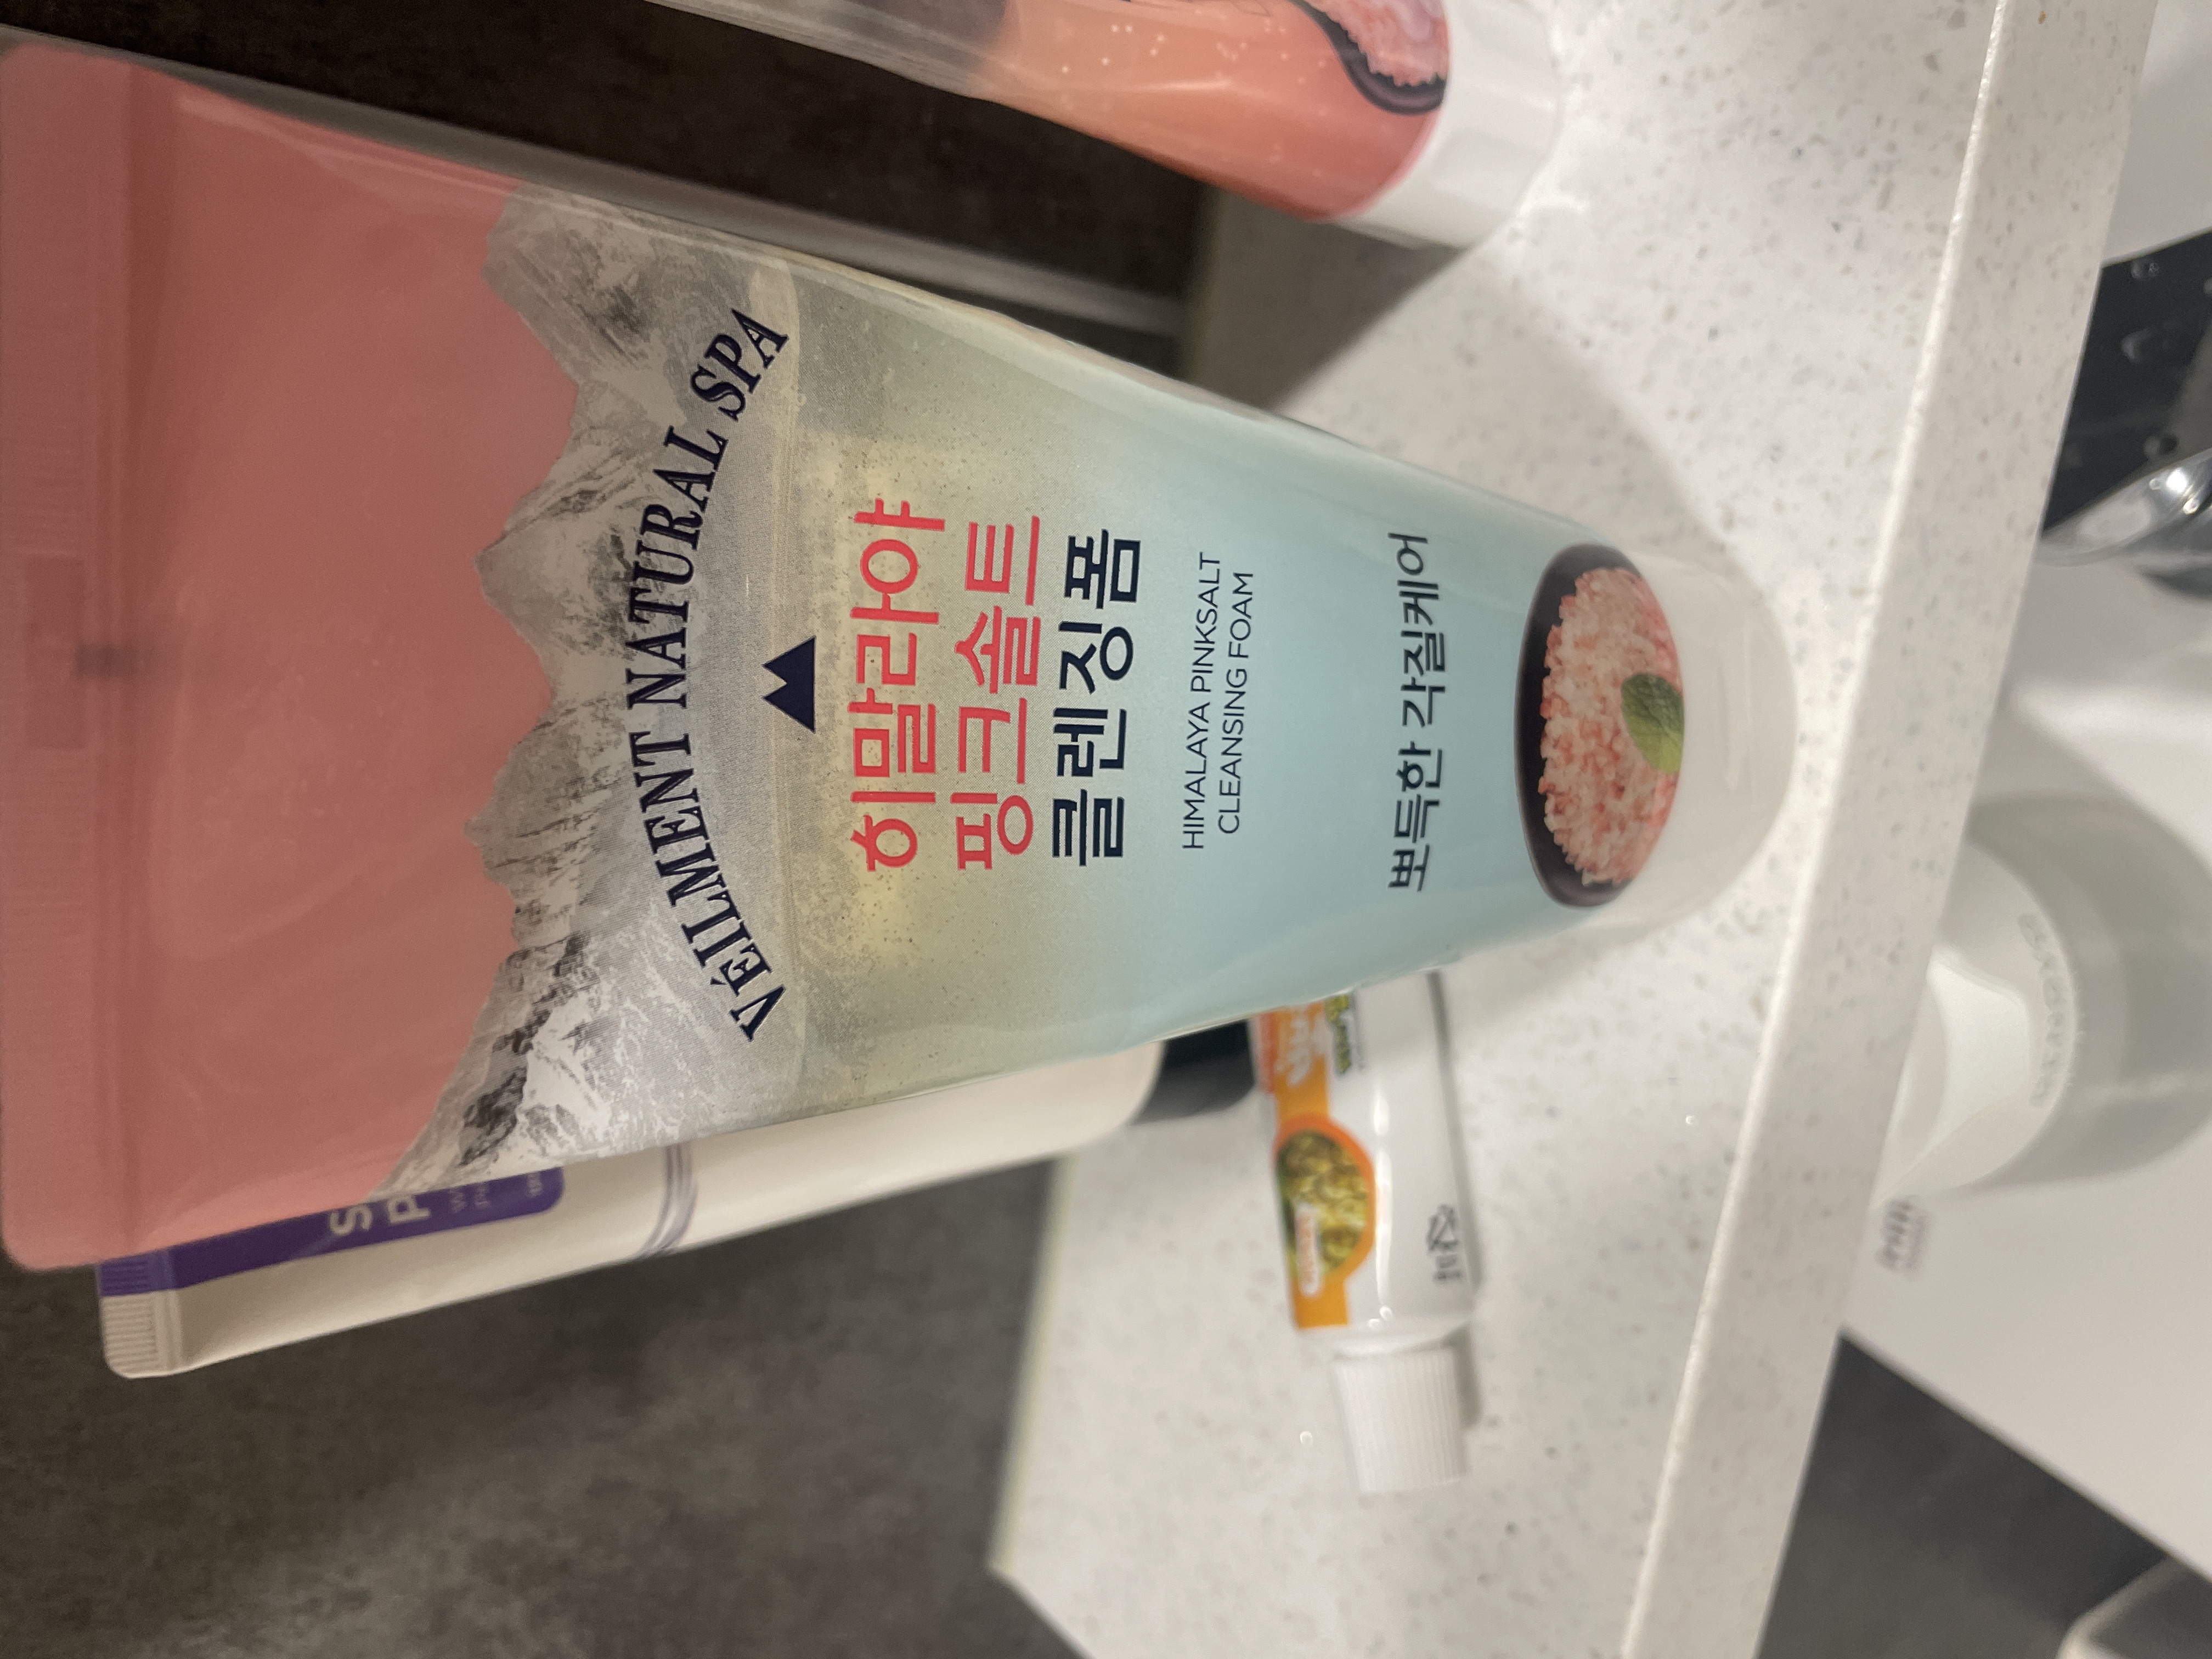 VÉILMENT NATURAL SPA
히말라야
핑크솔트
클렌징폼
HIMALAYA PINKSALT
CLEANSING FOAM
뽀득한 각질케어